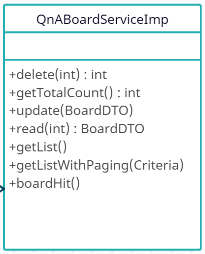 QnABoardServiceImp
+delete(int) : int
+getTotalCount() : int
+update(BoardDTO)
+read(int) : BoardDTO
+getList()
+getListWithPaging(Criteria)
+boardHit()